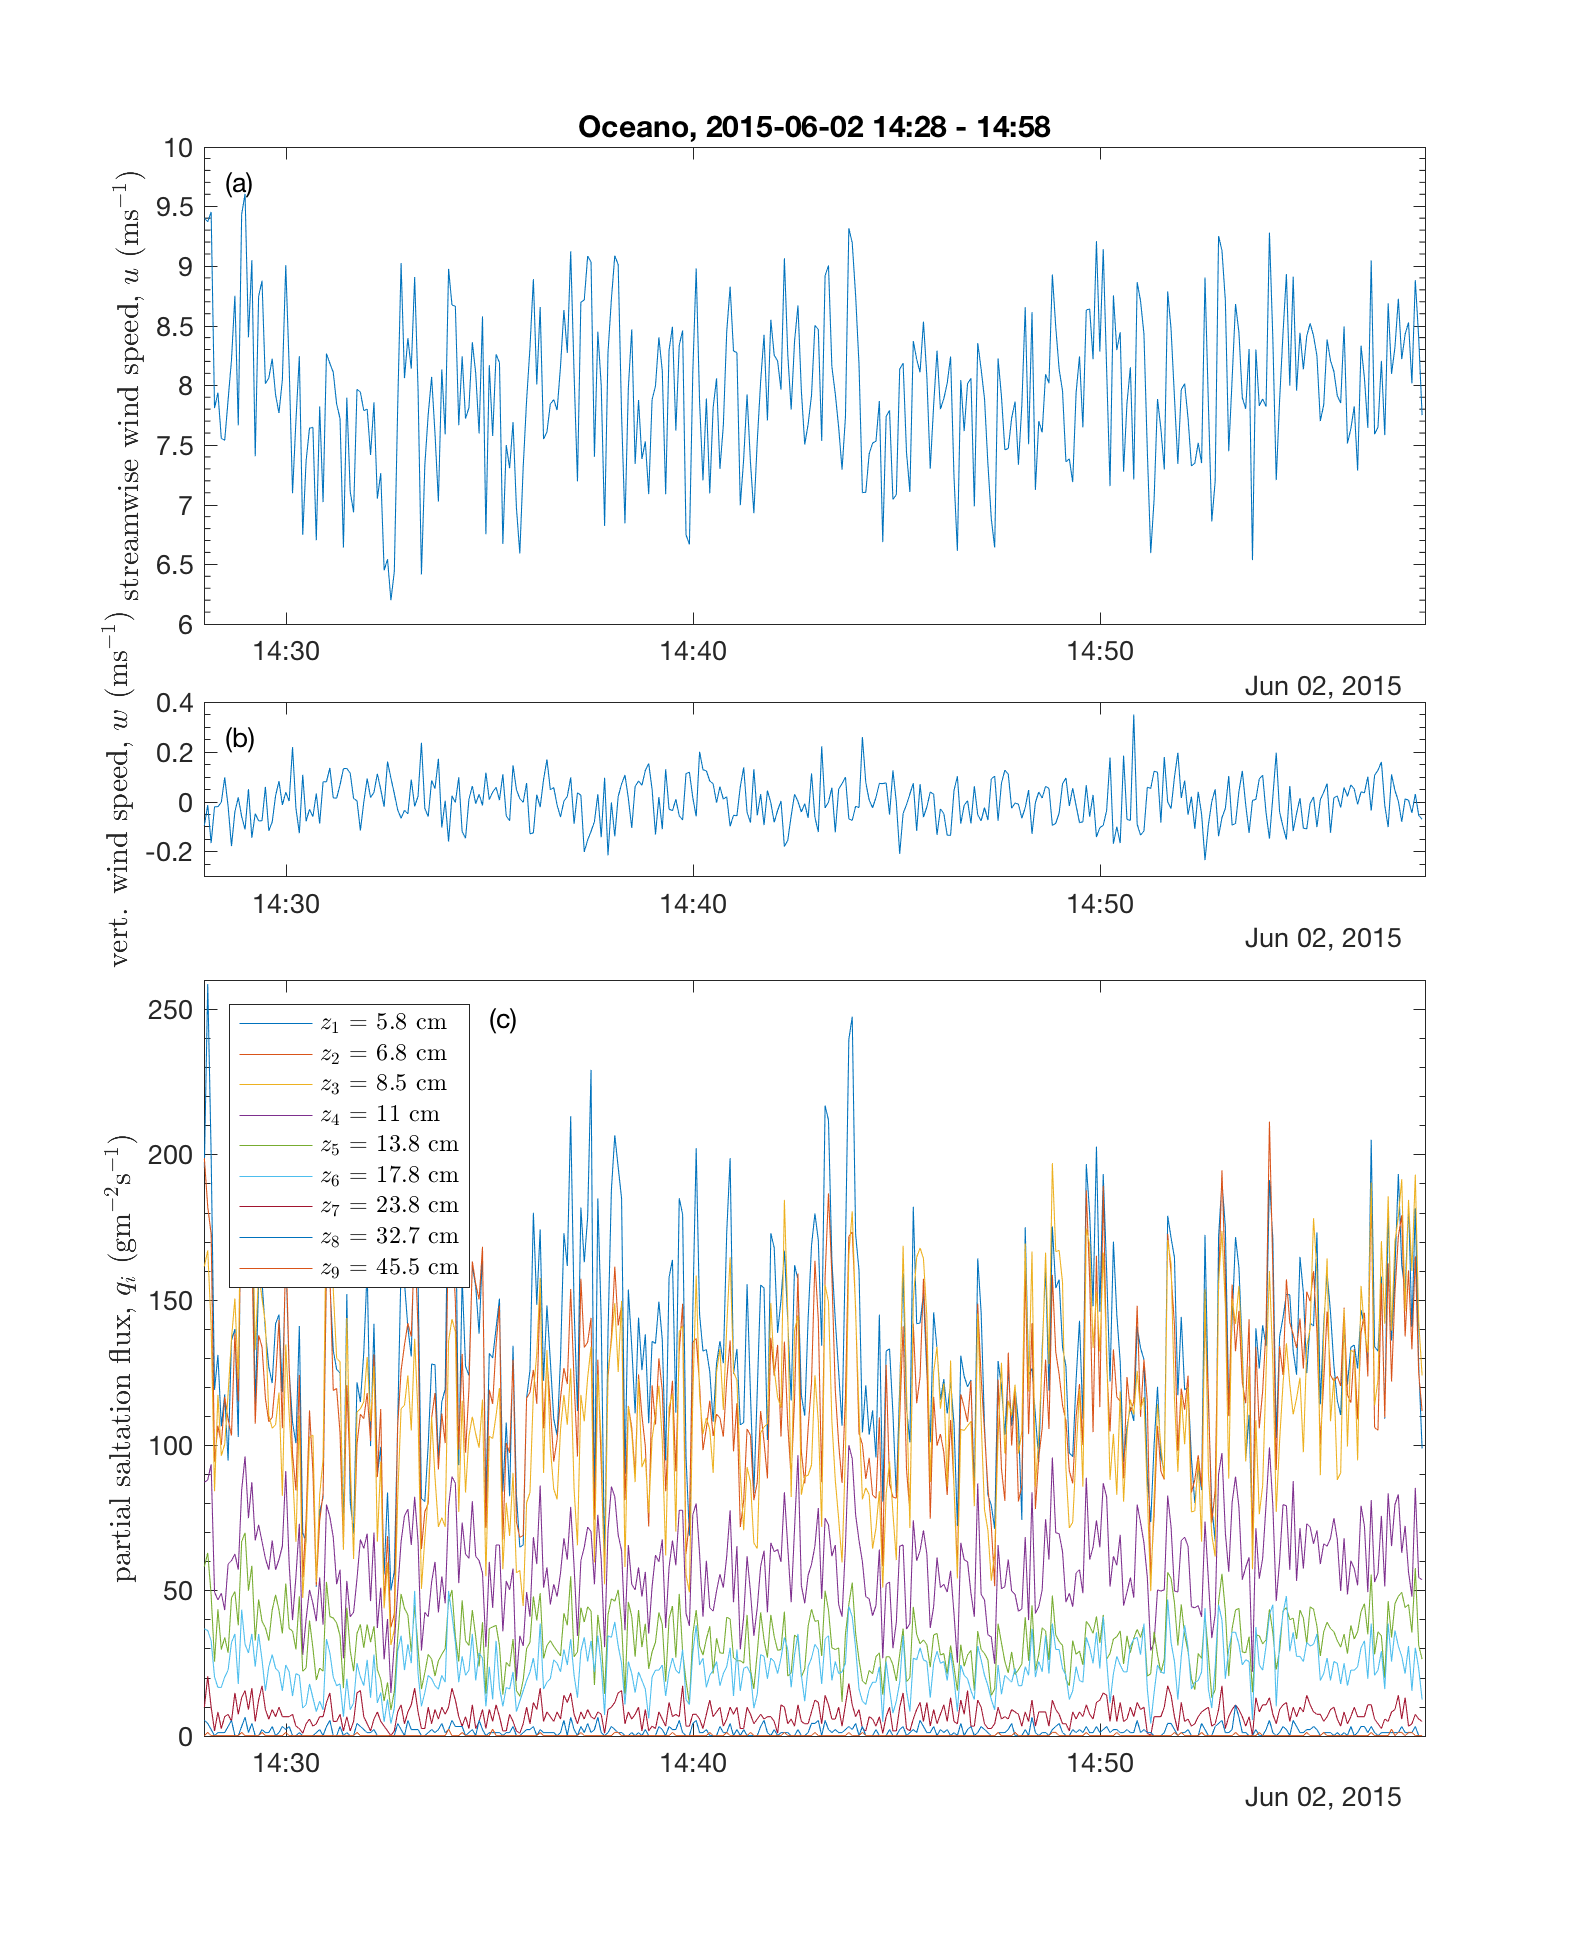 Oceano, 2015-06-02 14:28 - 14:58
(a)
streamwise wind speed, u (ms⁻¹)
10
9.5
9
8.5
8
7.5
7
6.5
6
14:30 14:40 14:50
Jun 02, 2015
(b)
vert. wind speed, w (ms⁻¹)
0.4
0.2
0
-0.2
14:30 14:40 14:50
Jun 02, 2015
(c)
partial saltation flux, qᵢ (gm⁻²s⁻¹)
250
200
150
100
50
0
z₁ = 5.8 cm
z₂ = 6.8 cm
z₃ = 8.5 cm
z₄ = 11 cm
z₅ = 13.8 cm
z₆ = 17.8 cm
z₇ = 23.8 cm
z₈ = 32.7 cm
z₉ = 45.5 cm
14:30 14:40 14:50
Jun 02, 2015